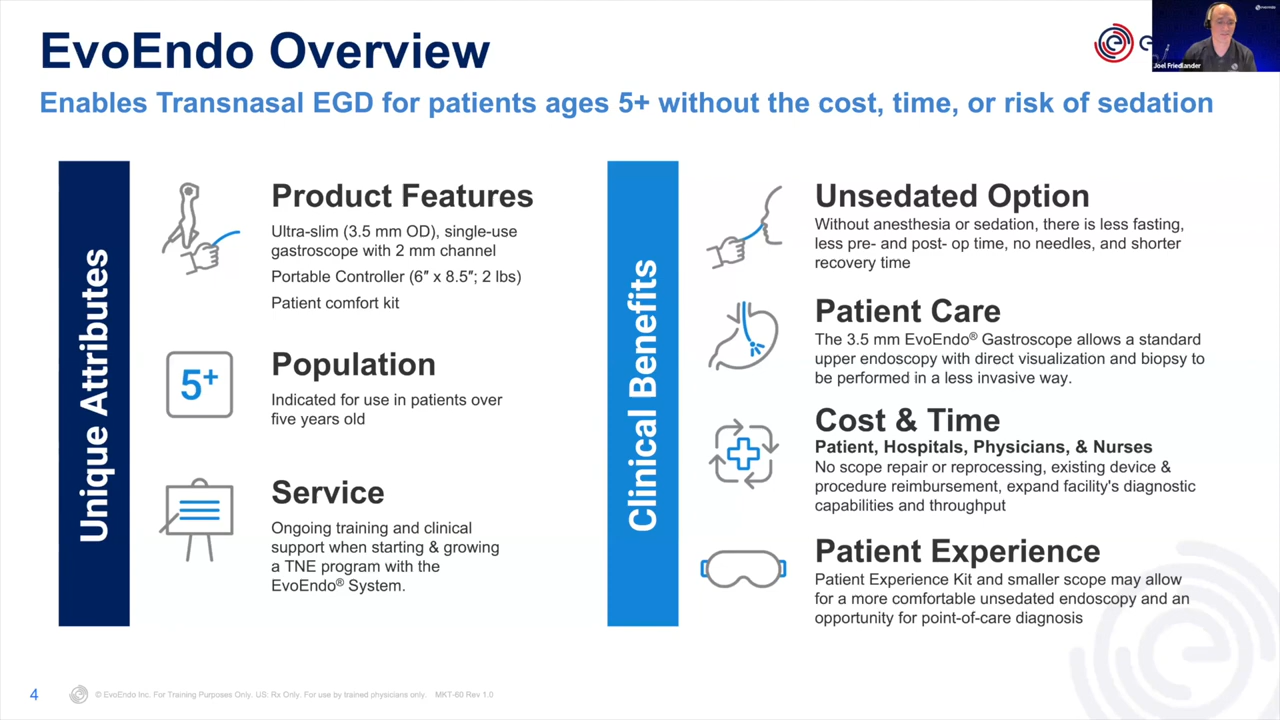 EvoEndo Overview
Enables Transnasal EGD for patients ages 5+ without the cost, time, or risk of sedation
Joel Friedlander
Unique Attributes
Product Features
Ultra-slim (3.5 mm OD), single-use
gastroscope with 2 mm channel
Portable Controller (6″ x 8.5″; 2 lbs)
Patient comfort kit
5+
Population
Indicated for use in patients over
five years old
Service
Ongoing training and clinical
support when starting & growing
a TNE program with the
EvoEndo® System.
Clinical Benefits
Unsedated Option
Without anesthesia or sedation, there is less fasting,
less pre- and post- op time, no needles, and shorter
recovery time
Patient Care
The 3.5 mm EvoEndo® Gastroscope allows a standard
upper endoscopy with direct visualization and biopsy to
be performed in a less invasive way.
Cost & Time
Patient, Hospitals, Physicians, & Nurses
No scope repair or reprocessing, existing device &
procedure reimbursement, expand facility's diagnostic
capabilities and throughput
Patient Experience
Patient Experience Kit and smaller scope may allow
for a more comfortable unsedated endoscopy and an
opportunity for point-of-care diagnosis
4
© EvoEndo Inc. For Training Purposes Only. US: Rx Only. For use by trained physicians only. MKT-60 Rev 1.0